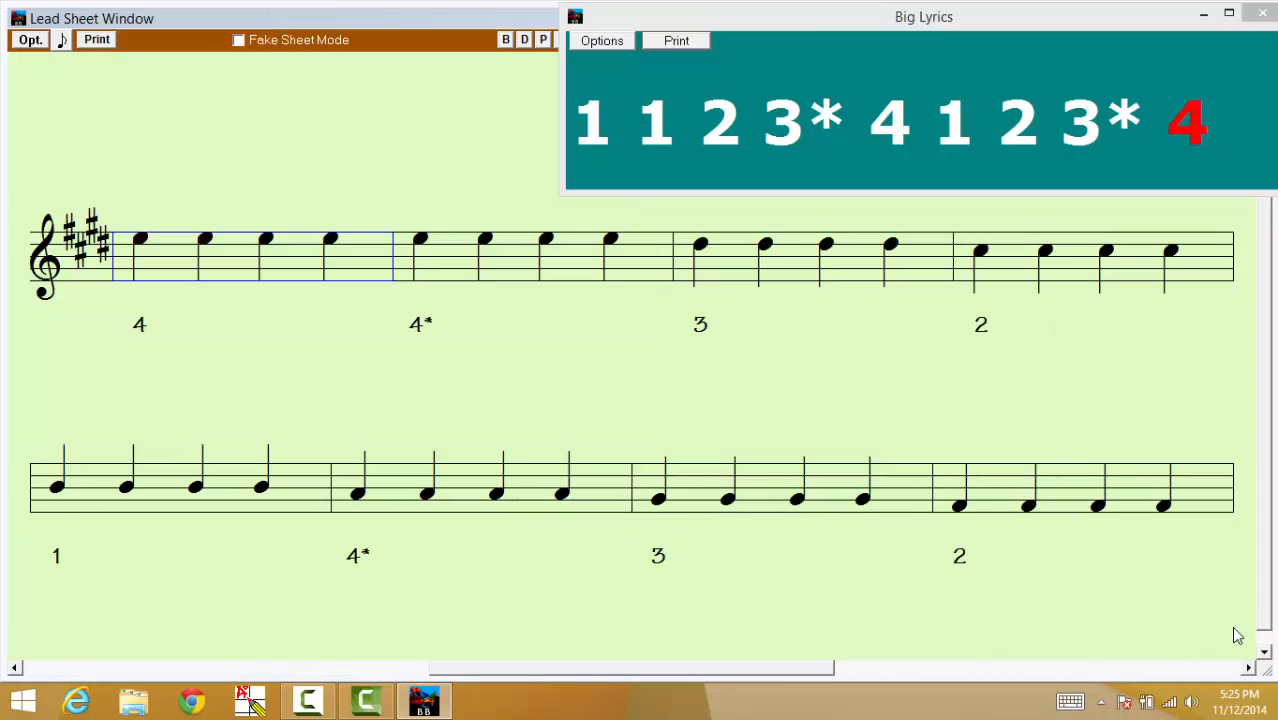 Lead Sheet Window
Big Lyrics
Opt. Print Fake Sheet Mode B D P
Options Print
1 1 2 3* 4 1 2 3* 4
4 4* 3 2
1 4* 3 2
BB
5:25 PM
11/12/2014